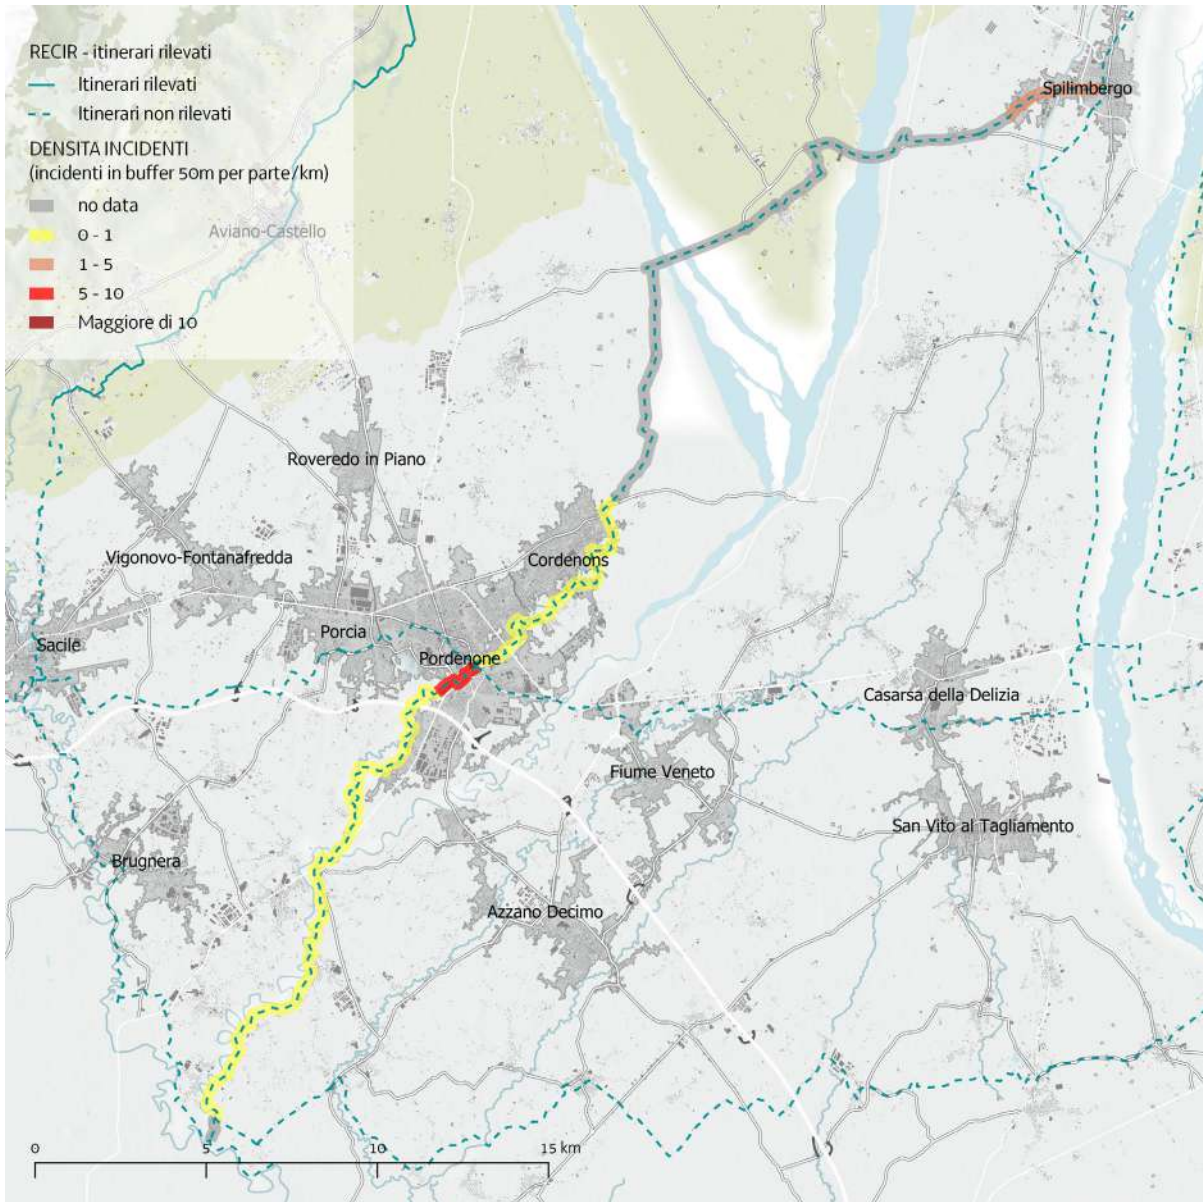 RECIR - itinerari rilevati
Itinerari rilevati
Itinerari non rilevati
DENSITA INCIDENTI
(incidenti in buffer 50m per parte/km)
no data
0 - 1
1 - 5
5 - 10
Maggiore di 10
Aviano-Castello
Spilimbergo
Roveredo in Piano
Vigonovo-Fontanafredda
Cordenons
Porcia
Sacile
Pordenone
Casarsa della Delizia
Fiume Veneto
San Vito al Tagliamento
Brugnera
Azzano Decimo
0 5 10 15 km